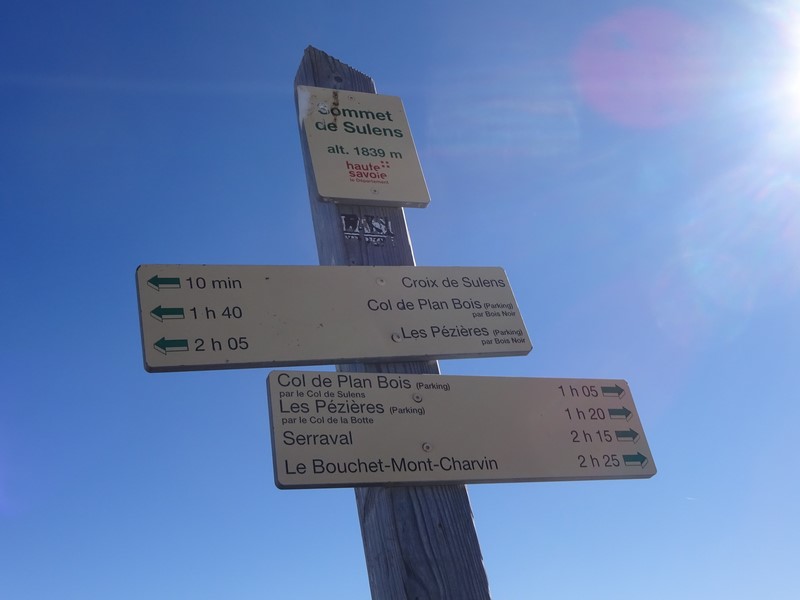 Sommet
de Sulens
alt. 1839 m
haute
savoie
le Département
10 min Croix de Sulens
1 h 40 Col de Plan Bois (Parking)
par Bois Noir
2 h 05 Les Pézières (Parking)
par Bois Noir
Col de Plan Bois (Parking) 1 h 05
par le Col de Sulens
Les Pézières (Parking) 1 h 20
par le Col de la Botte
Serraval 2 h 15
Le Bouchet-Mont-Charvin 2 h 25